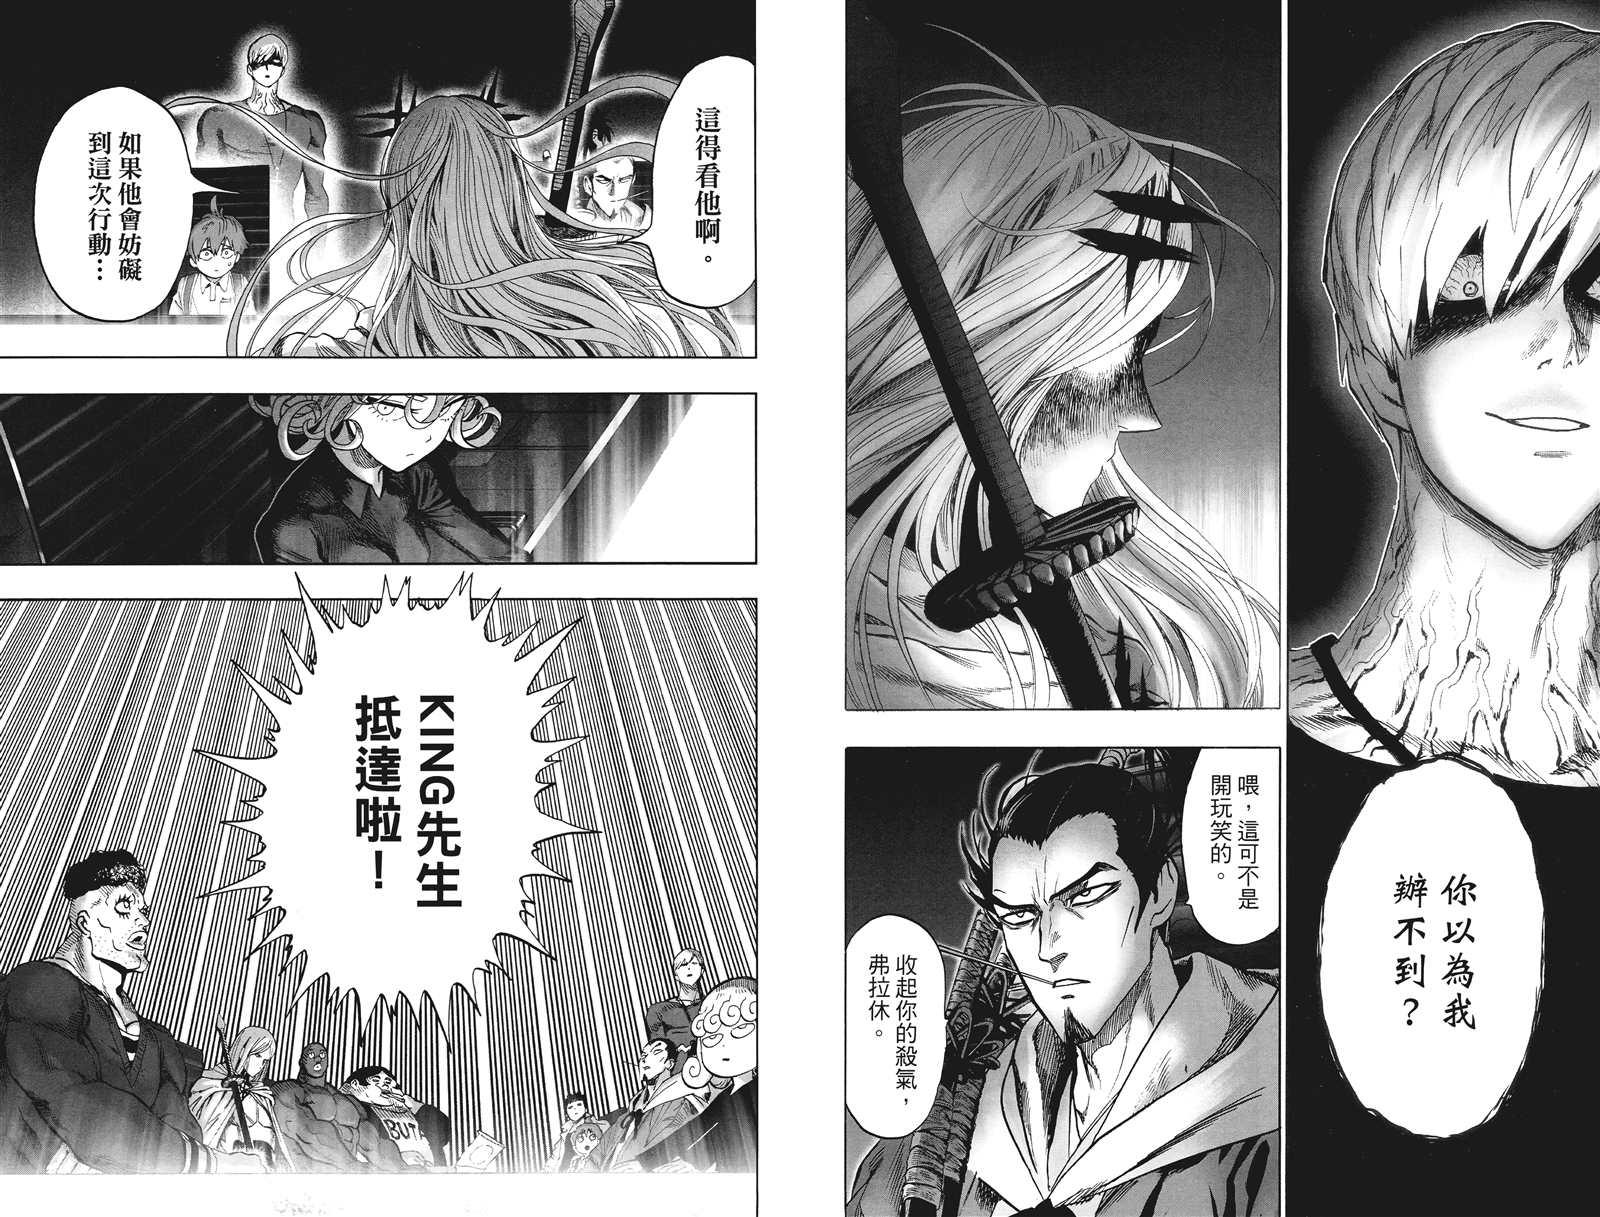 你以為我
辦不到？
喂，這可不是
開玩笑的。
收起你的殺氣，
弗拉休。
這得看他啊。
如果他會妨礙
到這次行動…
KING先生
抵達啦！
BUTA